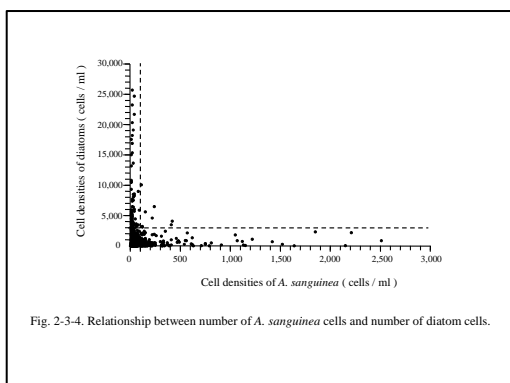 30,000
25,000
20,000
15,000
10,000
5,000
0
Cell densities of diatoms ( cells / ml )
0 500 1,000 1,500 2,000 2,500 3,000
Cell densities of A. sanguinea ( cells / ml )
Fig. 2-3-4. Relationship between number of A. sanguinea cells and number of diatom cells.